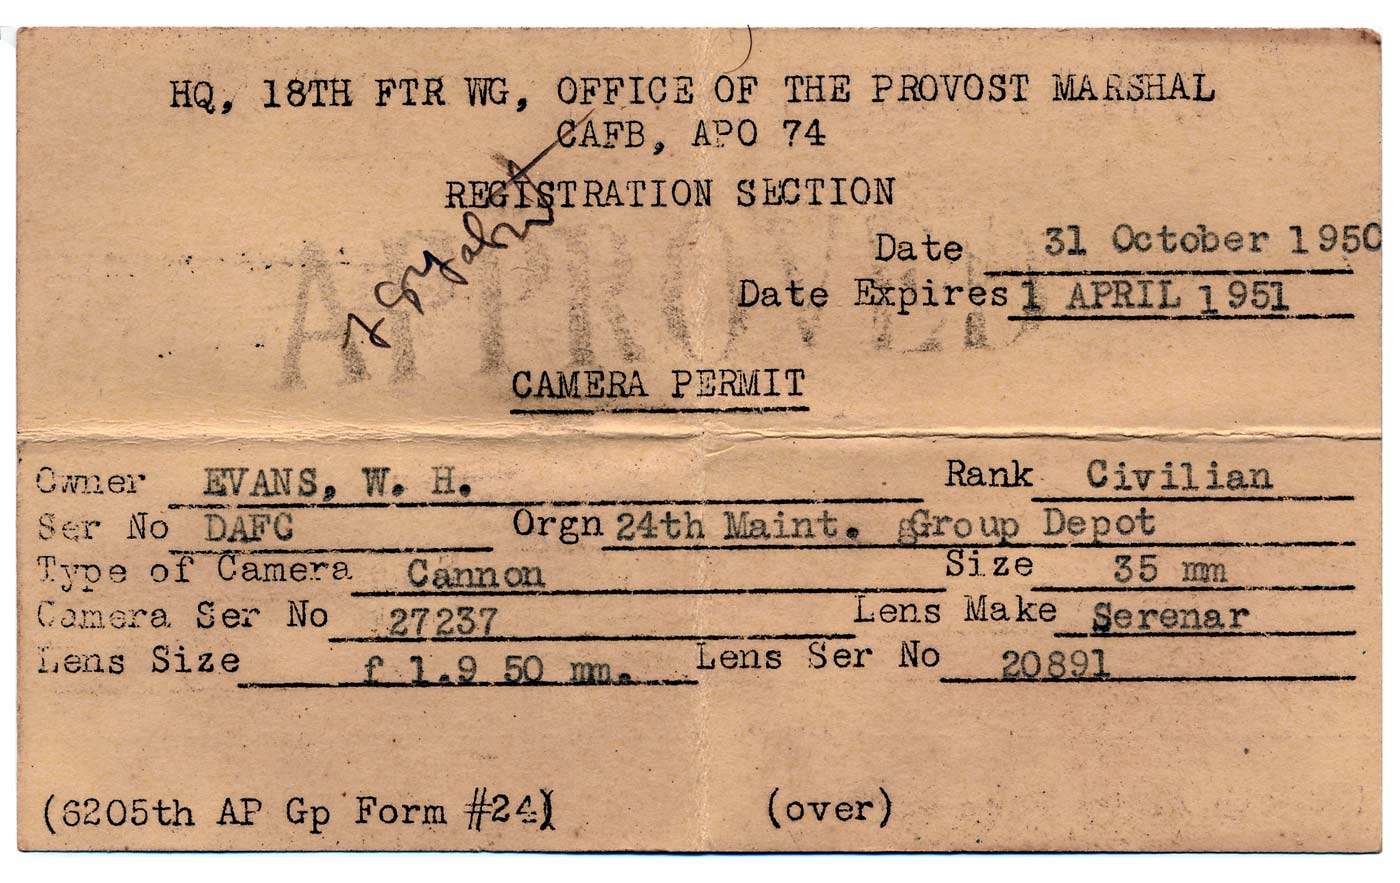 HQ, 18TH FTR WG, OFFICE OF THE PROVOST MARSHAL
CAFB, APO 74
REGISTRATION SECTION
APPROVED
Date 31 October 1950
Date Expires 1 APRIL 1951
CAMERA PERMIT
Owner EVANS, W. H. Rank Civilian
Ser No DAFC Orgn 24th Maint. gGroup Depot
Type of Camera Cannon Size 35 mm
Camera Ser No 27237 Lens Make Serenar
Lens Size f 1.9 50 mm. Lens Ser No 20891
(6205th AP Gp Form #24) (over)